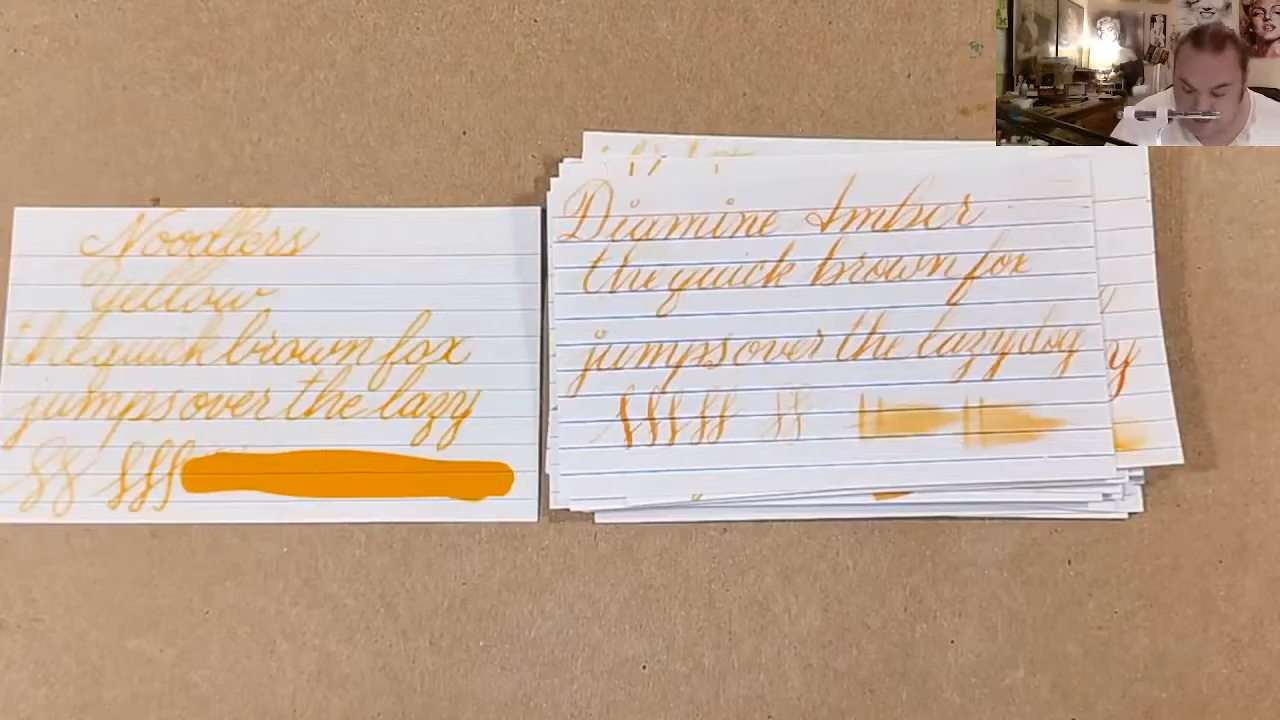 Noodlers
Yellow
the quick brown fox
jumps over the lazy
Diamine Amber
the quick brown fox
jumps over the lazy dog
y